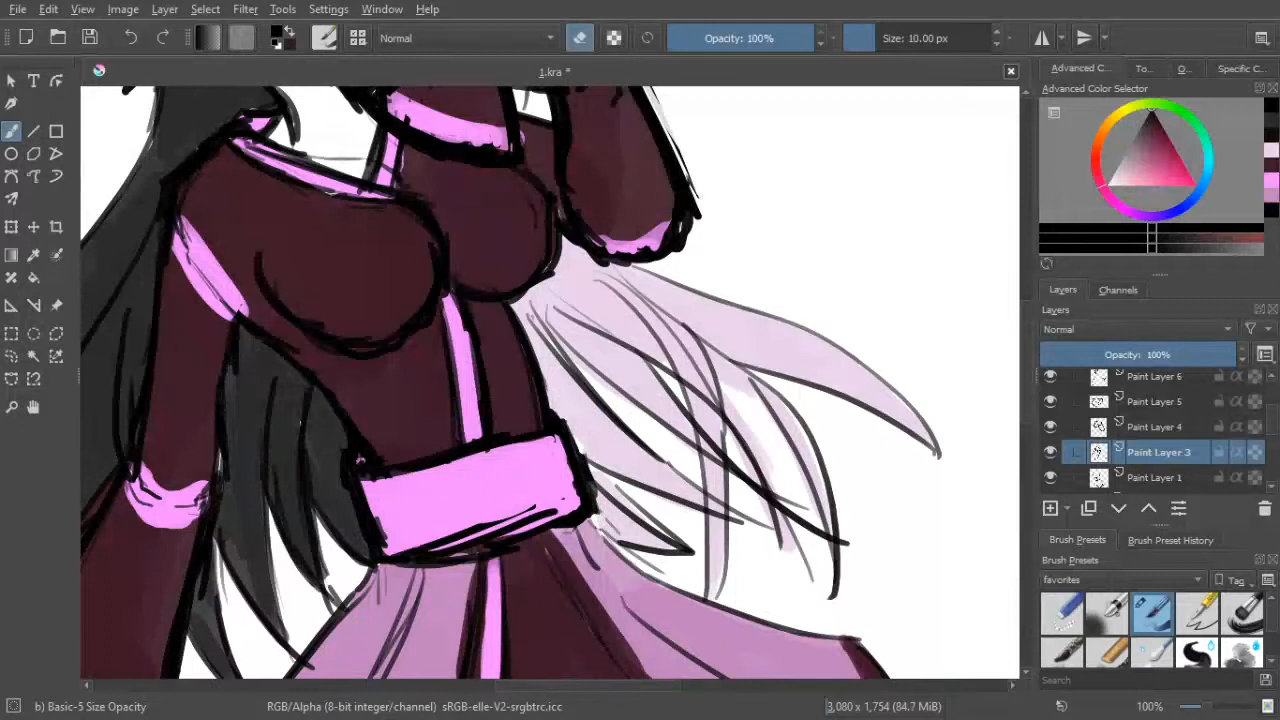 File Edit View Image Layer Select Filter Tools Settings Window Help
Normal Opacity: 100% Size: 10.00 px
1.kra *
Advanced C... To... O... Specific C...
Advanced Color Selector
Layers Channels
Layers
Normal
Opacity: 100%
Paint Layer 6
Paint Layer 5
Paint Layer 4
Paint Layer 3
Paint Layer 1
Brush Presets Brush Preset History
Brush Presets
favorites Tag
Search
b) Basic-5 Size Opacity RGB/Alpha (8-bit integer/channel) sRGB-elle-V2-srgbtrc.icc 3,080 x 1,754 (84.7 MiB) 100%